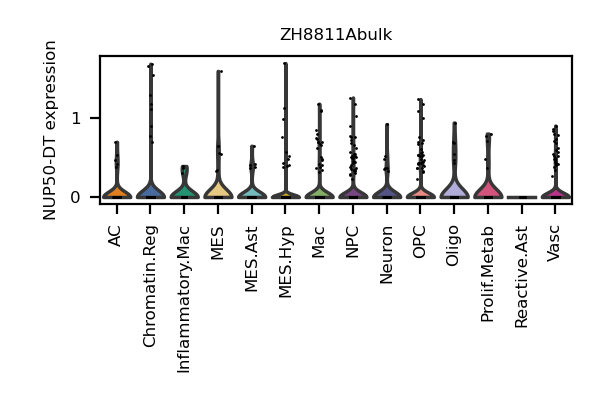 ZH8811Abulk
NUP50-DT expression
1
0
AC
Chromatin.Reg
Inflammatory.Mac
MES
MES.Ast
MES.Hyp
Mac
NPC
Neuron
OPC
Oligo
Prolif.Metab
Reactive.Ast
Vasc